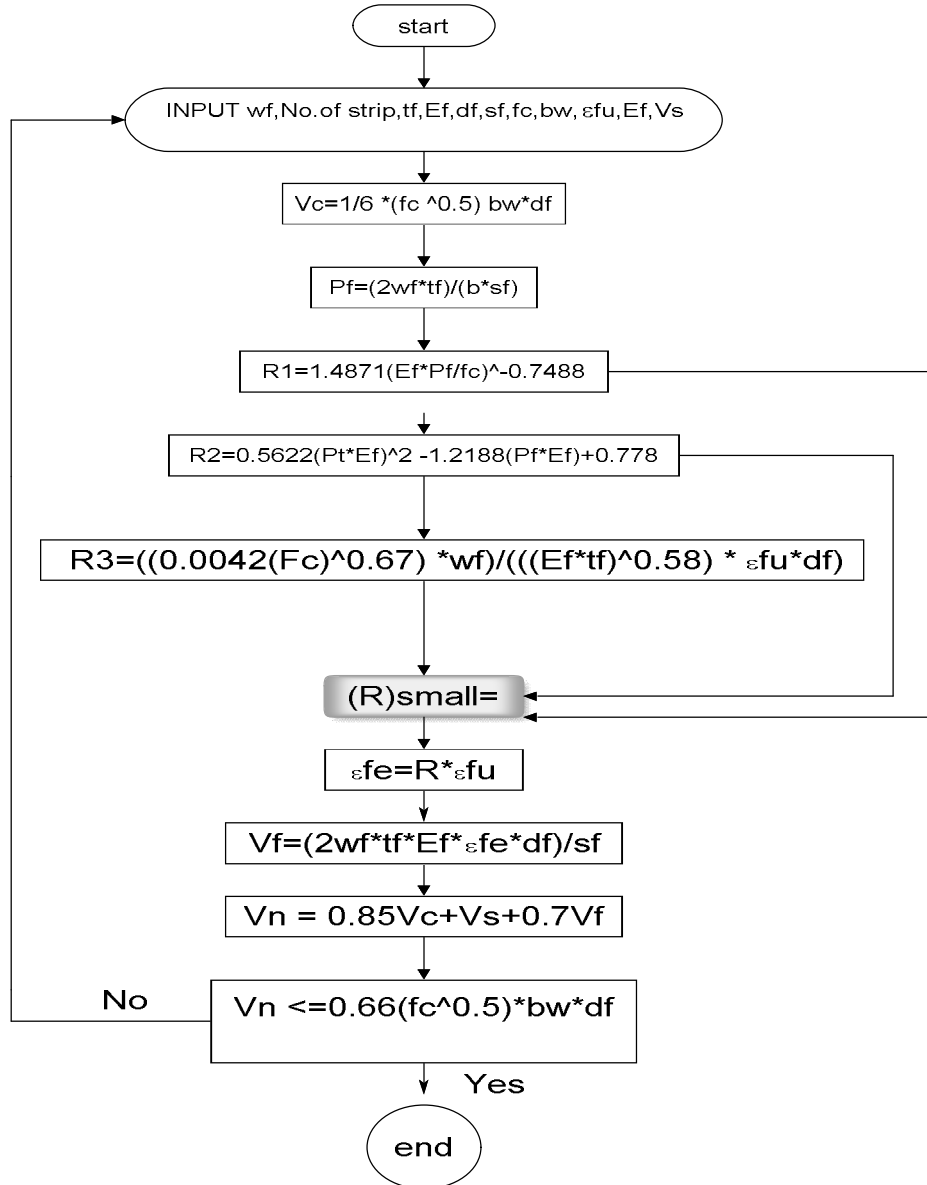 start
INPUT wf,No.of strip,tf,Ef,df,sf,fc,bw, εfu,Ef,Vs
Vc=1/6 *(fc ^0.5) bw*df
Pf=(2wf*tf)/(b*sf)
R1=1.4871(Ef*Pf/fc)^-0.7488
R2=0.5622(Pt*Ef)^2 -1.2188(Pf*Ef)+0.778
R3=((0.0042(Fc)^0.67) *wf)/(((Ef*tf)^0.58) * εfu*df)
(R)small=
εfe=R*εfu
Vf=(2wf*tf*Ef*εfe*df)/sf
Vn = 0.85Vc+Vs+0.7Vf
No
Vn <=0.66(fc^0.5)*bw*df
Yes
end